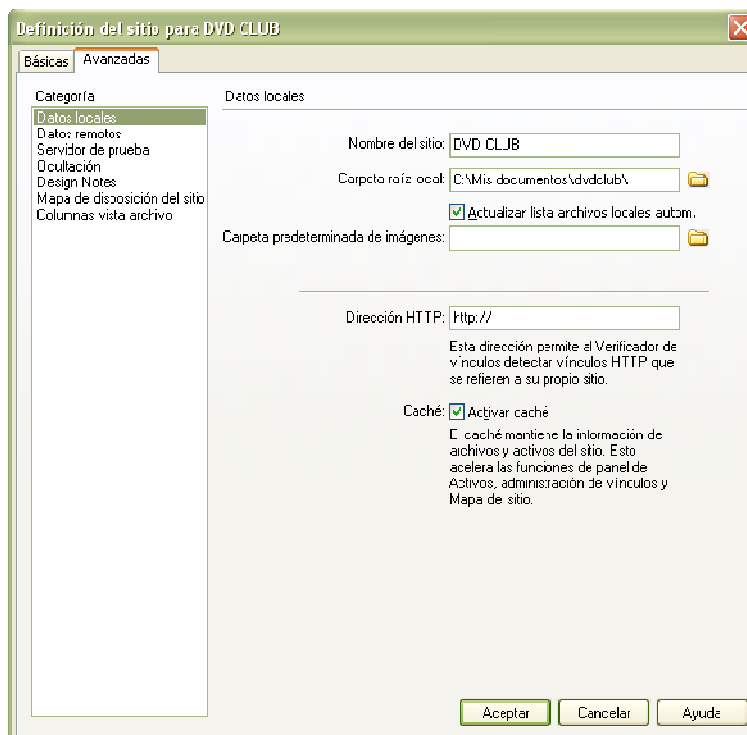 Definición del sitio para DVD CLUB
Básicas
Avanzadas
Categoría
Datos locales
Datos remotos
Servidor de prueba
Ocultación
Design Notes
Mapa de disposición del sitio
Columnas vista archivo
Datos locales
Nombre del sitio: DVD CLUB
Carpeta raíz local: C:\Mis documentos\dvdclub\
Actualizar lista archivos locales autom.
Carpeta predeterminada de imágenes:
Dirección HTTP: http://
Esta dirección permite al Verificador de
vínculos detectar vínculos HTTP que
se refieren a su propio sitio.
Caché: Activar caché
El caché mantiene la información de
archivos y activos del sitio. Esto
acelera las funciones de panel de
Activos, administración de vínculos y
Mapa de sitio.
Aceptar
Cancelar
Ayuda